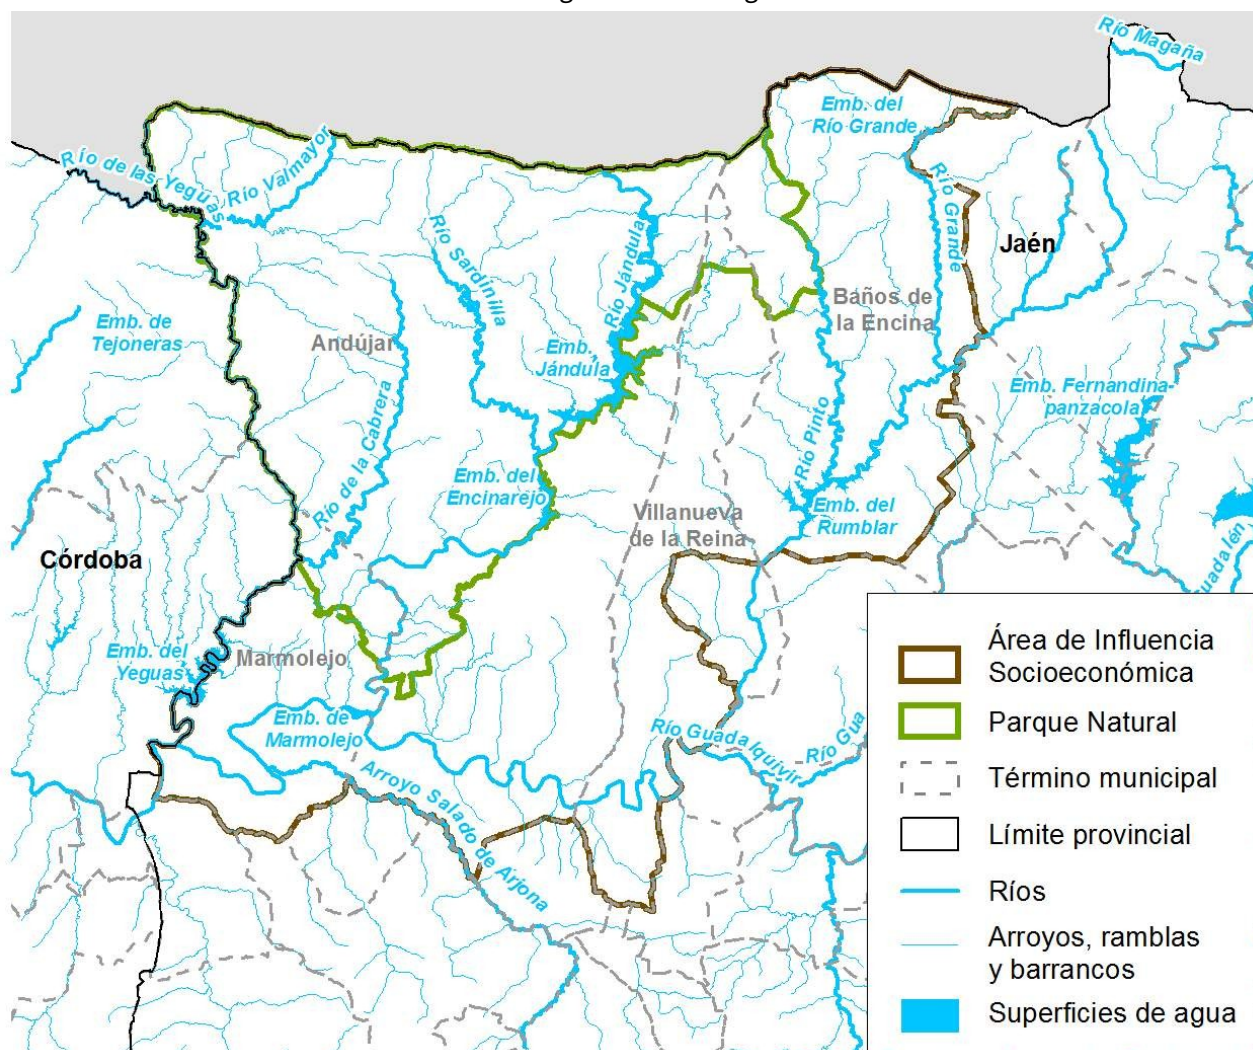 Río Magaña
Emb. del
Río Grande
Río de las Yeguas
Río Valmayor
Río Sardinilla
Río Jándula
Río Grande
Jaén
Emb. de
Tejoneras
Andújar
Baños de
la Encina
Emb.
Jándula
Emb. Fernandina-
panzacola
Río de la Cabrera
Río Pinto
Emb. del
Encinarejo
Villanueva
de la Reina
Emb. del
Rumblar
Córdoba
Guadalen
Emb. del
Yeguas
Marmolejo
Emb. de
Marmolejo
Río Guadalquivir
Río Gua
Arroyo Salado de Arjona
Área de Influencia
Socioeconómica
Parque Natural
Término municipal
Límite provincial
Ríos
Arroyos, ramblas
y barrancos
Superficies de agua